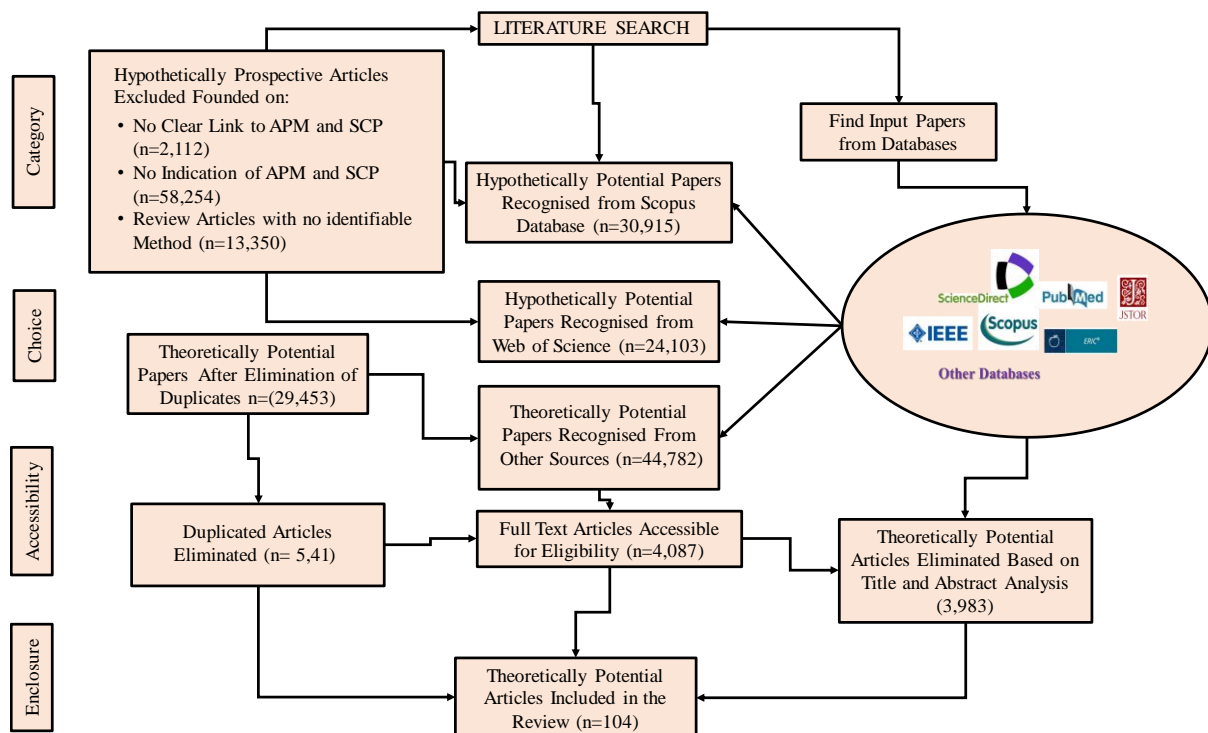 LITERATURE SEARCH
Category
Hypothetically Prospective Articles
Excluded Founded on:
• No Clear Link to APM and SCP
(n=2,112)
• No Indication of APM and SCP
(n=58,254)
• Review Articles with no identifiable
Method (n=13,350)
Find Input Papers
from Databases
Hypothetically Potential Papers
Recognised from Scopus
Database (n=30,915)
Choice
Hypothetically Potential
Papers Recognised from
Web of Science (n=24,103)
ScienceDirect
PubMed
JSTOR
IEEE
Scopus
ERIC
Other Databases
Theoretically Potential
Papers After Elimination of
Duplicates n=(29,453)
Theoretically Potential
Papers Recognised From
Other Sources (n=44,782)
Accessibility
Duplicated Articles
Eliminated (n= 5,41)
Full Text Articles Accessible
for Eligibility (n=4,087)
Theoretically Potential
Articles Eliminated Based on
Title and Abstract Analysis
(3,983)
Enclosure
Theoretically Potential
Articles Included in the
Review (n=104)